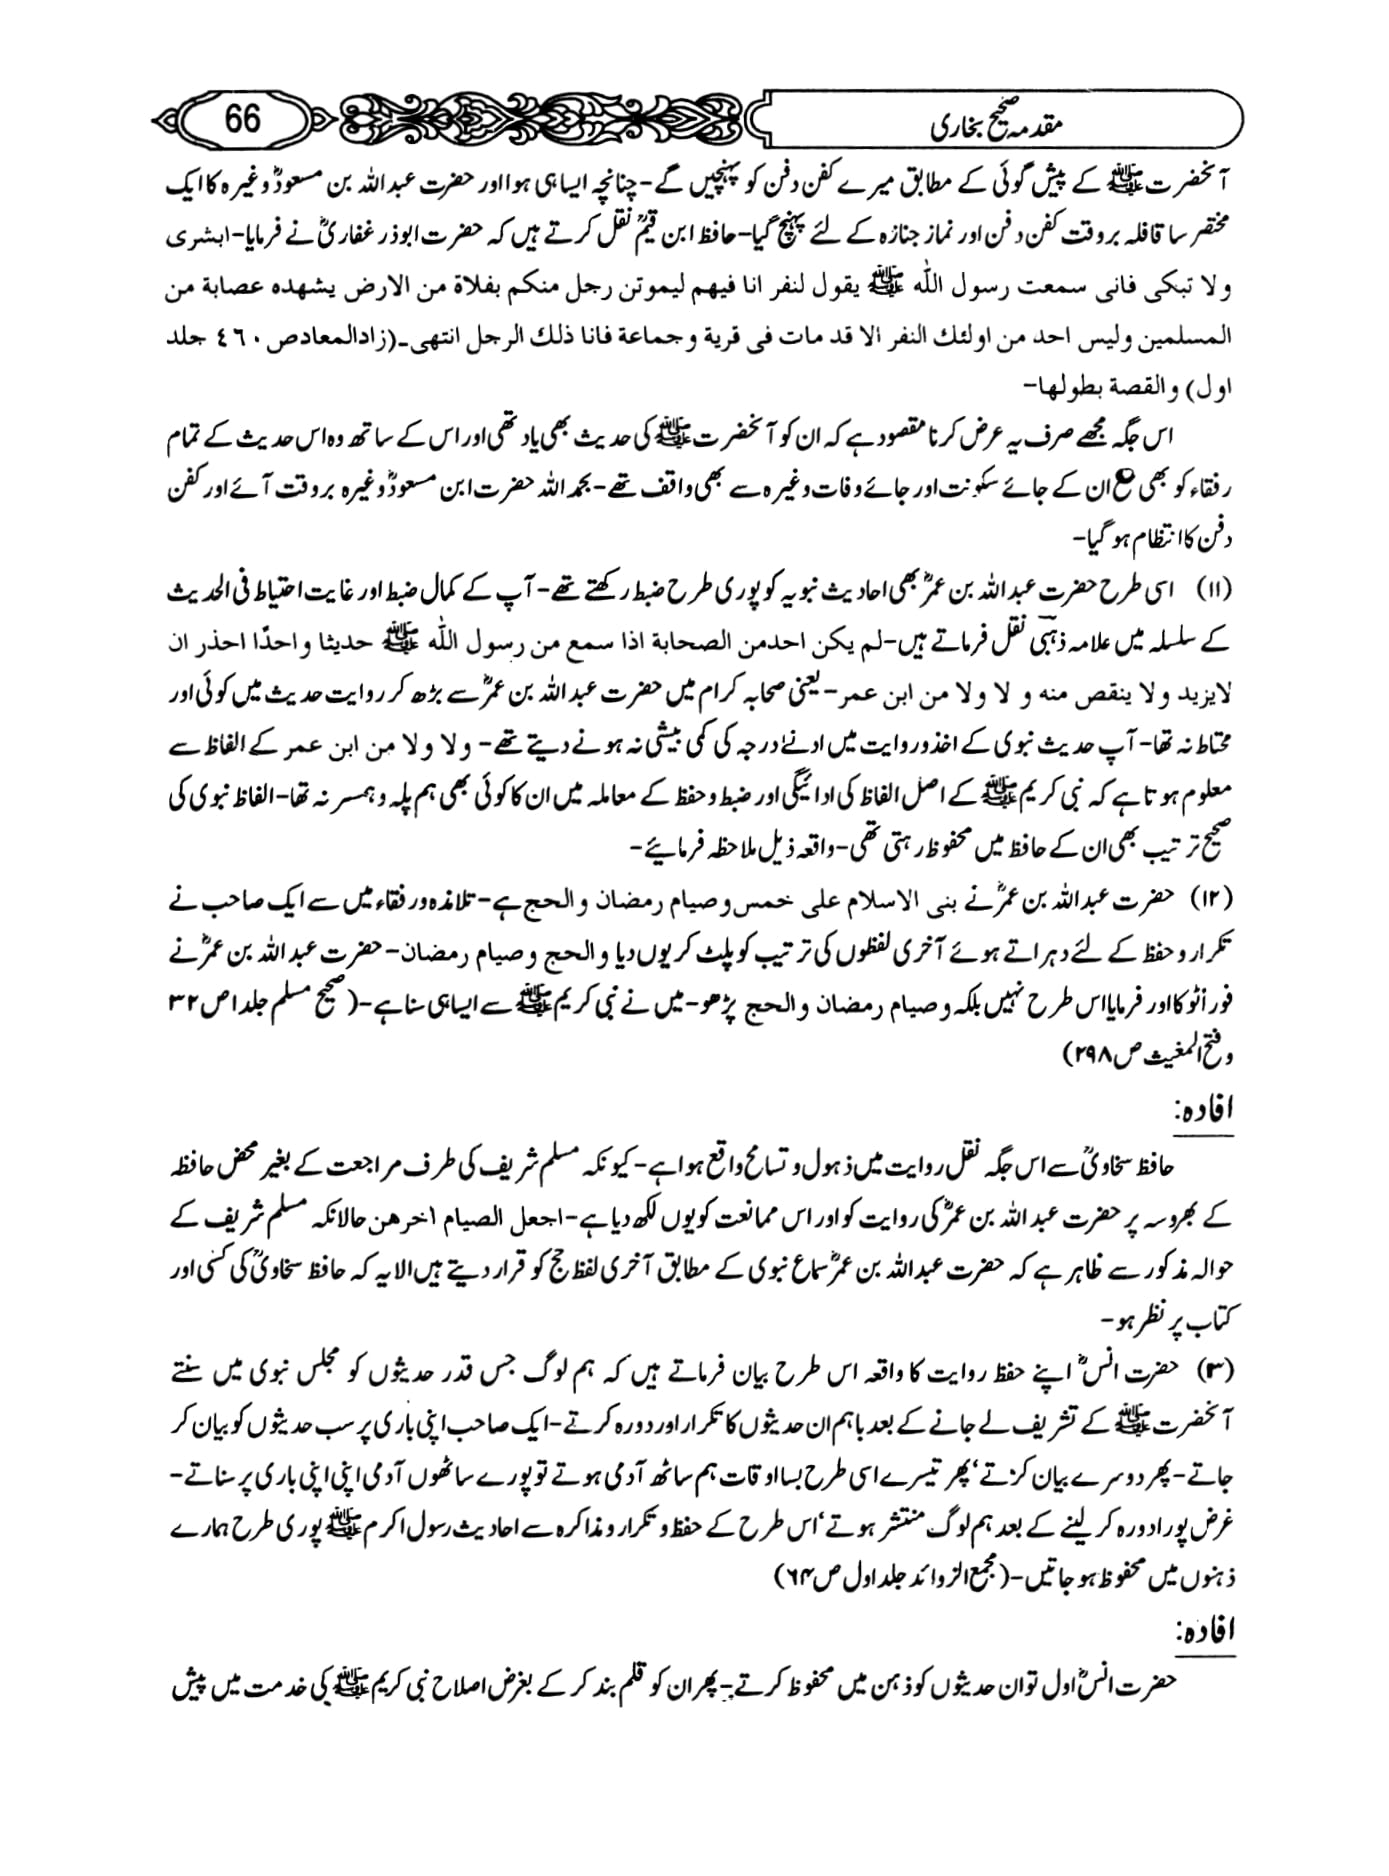 مقدمہ صحیح بخاری
66
آنحضرت ﷺ کے پیش گوئی کے مطابق میرے کفن دفن کو پہنچیں گے۔ چنانچہ ایسا ہی ہوا اور حضرت عبداللہ بن مسعودؓ وغیرہ کا ایک
مختصر سا قافلہ بروقت کفن دفن اور نماز جنازہ کے لئے پہنچ گیا۔ حافظ ابن قیمؒ نقل کرتے ہیں کہ حضرت ابوذر غفاریؓ نے فرمایا۔ ابشری
ولا تبکی فانی سمعت رسول اللہ ﷺ یقول لنفر انا فیھم لیموتن رجل منکم بفلاة من الارض یشھدہ عصابة من
المسلمین ولیس احد من اولئك النفر الا قد مات فی قریة وجماعة فانا ذلك الرجل انتھی۔(زادالمعاد ص ٤٦٠ جلد
اول) والقصة بطولھا۔
اس جگہ مجھے صرف یہ عرض کرنا مقصود ہے کہ ان کو آنحضرت ﷺ کی حدیث بھی یاد تھی اور اس کے ساتھ وہ اس حدیث کے تمام
رفقاء کو بھی مع ان کے جائے سکونت اور جائے وفات وغیرہ سے بھی واقف تھے۔ بحمد اللہ حضرت ابن مسعودؓ وغیرہ بروقت آئے اور کفن
دفن کا انتظام ہو گیا۔
(۱۱) اسی طرح حضرت عبداللہ بن عمرؓ بھی احادیث نبویہ کو پوری طرح ضبط رکھتے تھے۔ آپ کے کمال ضبط اور غایت احتیاط فی الحدیث
کے سلسلہ میں علامہ ذہبیؒ نقل فرماتے ہیں۔ لم یکن احدمن الصحابة اذا سمع من رسول اللہ ﷺ حدیثا واحدًا احذر ان
لایزید ولا ینقص منه و لا ولا من ابن عمر۔ یعنی صحابہ کرام میں حضرت عبداللہ بن عمرؓ سے بڑھ کر روایت حدیث میں کوئی اور
محتاط نہ تھا۔ آپ حدیث نبوی کے اخذ و روایت میں ادنےٰ درجہ کی کمی بیشی نہ ہونے دیتے تھے۔ ولا ولا من ابن عمر کے الفاظ سے
معلوم ہوتا ہے کہ نبی کریم ﷺ کے اصل الفاظ کی ادائیگی اور ضبط و حفظ کے معاملہ میں ان کا کوئی بھی ہم پلہ و ہمسر نہ تھا۔ الفاظ نبوی کی
صحیح ترتیب بھی ان کے حافظ میں محفوظ رہتی تھی۔ واقعہ ذیل ملاحظہ فرمائیے۔
(۱۲) حضرت عبداللہ بن عمرؓ نے بنی الاسلام علی خمس وصیام رمضان والحج ہے۔ تلامذہ ورفقاء میں سے ایک صاحب نے
تکرار و حفظ کے لئے دہراتے ہوئے آخری لفظوں کی ترتیب کو پلٹ کر یوں دیا والحج وصیام رمضان۔ حضرت عبداللہ بن عمرؓ نے
فوراً ٹوکا اور فرمایا اس طرح نہیں بلکہ وصیام رمضان والحج پڑھو۔ میں نے نبی کریم ﷺ سے ایسا ہی سنا ہے۔ (صحیح مسلم جلد ۱ ص ۳۲
وفتح المغیث ص ۲۹۸)
افادہ:
حافظ سخاویؒ سے اس جگہ نقل روایت میں ذہول و تسامح واقع ہوا ہے۔ کیونکہ مسلم شریف کی طرف مراجعت کے بغیر محض حافظہ
کے بھروسہ پر حضرت عبداللہ بن عمرؓ کی روایت کو اور اس ممانعت کو یوں لکھ دیا ہے۔ اجعل الصیام اخرھن حالانکہ مسلم شریف کے
حوالہ مذکور سے ظاہر ہے کہ حضرت عبداللہ بن عمرؓ سماع نبوی کے مطابق آخری لفظ حج کو قرار دیتے ہیں الا یہ کہ حافظ سخاویؒ کی کسی اور
کتاب پر نظر ہو۔
(۳) حضرت انسؓ اپنے حفظ روایت کا واقعہ اس طرح بیان فرماتے ہیں کہ ہم لوگ جس قدر حدیثوں کو مجلس نبوی میں سنتے
آنحضرت ﷺ کے تشریف لے جانے کے بعد باہم ان حدیثوں کا تکرار اور دورہ کرتے۔ ایک صاحب اپنی باری پر سب حدیثوں کو بیان کر
جاتے۔ پھر دوسرے بیان کرتے' پھر تیسرے اسی طرح بسا اوقات ہم ساٹھ آدمی ہوتے تو پورے ساٹھوں آدمی اپنی اپنی باری پر سناتے۔
غرض پورا دورہ کر لینے کے بعد ہم لوگ منتشر ہوتے' اس طرح کے حفظ و تکرار و مذاکرہ سے احادیث رسول اکرم ﷺ پوری طرح ہمارے
ذہنوں میں محفوظ ہو جاتیں۔ (مجمع الزوائد جلد اول ص ۶۴)
افادہ:
حضرت انسؓ اول تو ان حدیثوں کو ذہن میں محفوظ کرتے۔ پھر ان کو قلم بند کر کے بغرض اصلاح نبی کریم ﷺ کی خدمت میں پیش